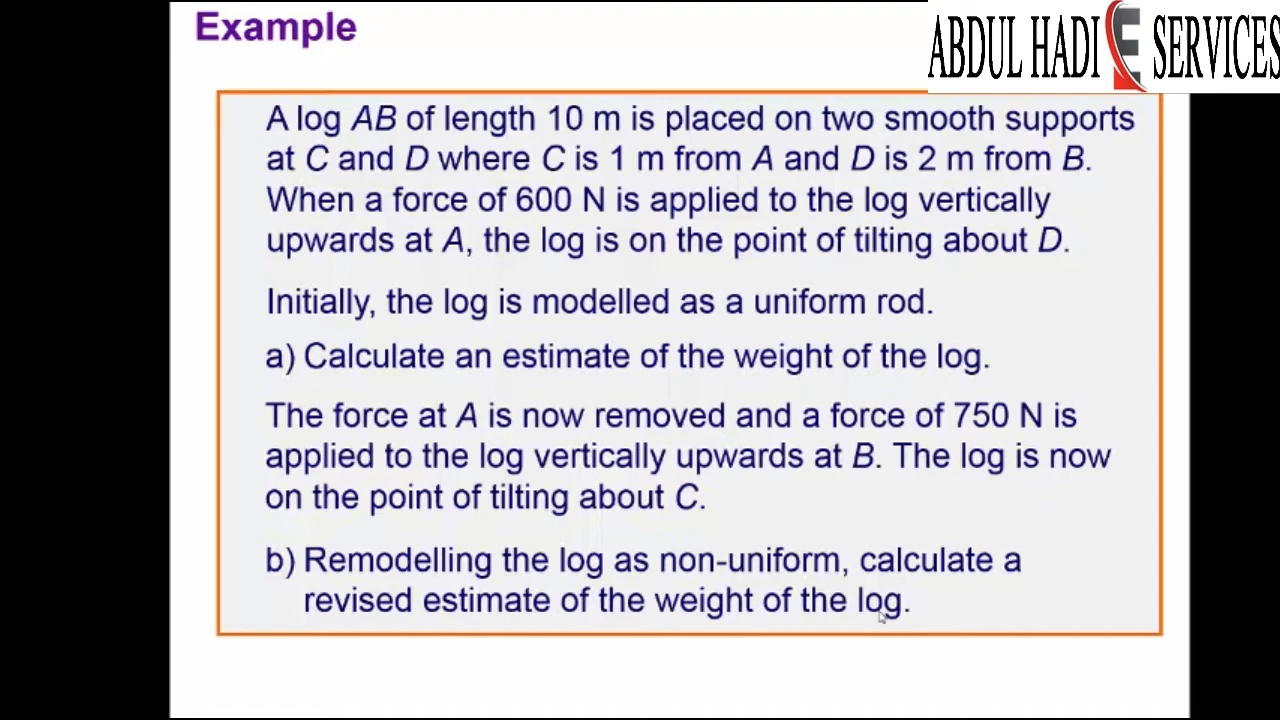 Example
ABDUL HADI E SERVICES
A log AB of length 10 m is placed on two smooth supports
at C and D where C is 1 m from A and D is 2 m from B.
When a force of 600 N is applied to the log vertically
upwards at A, the log is on the point of tilting about D.
Initially, the log is modelled as a uniform rod.
a) Calculate an estimate of the weight of the log.
The force at A is now removed and a force of 750 N is
applied to the log vertically upwards at B. The log is now
on the point of tilting about C.
b) Remodelling the log as non-uniform, calculate a
revised estimate of the weight of the log.